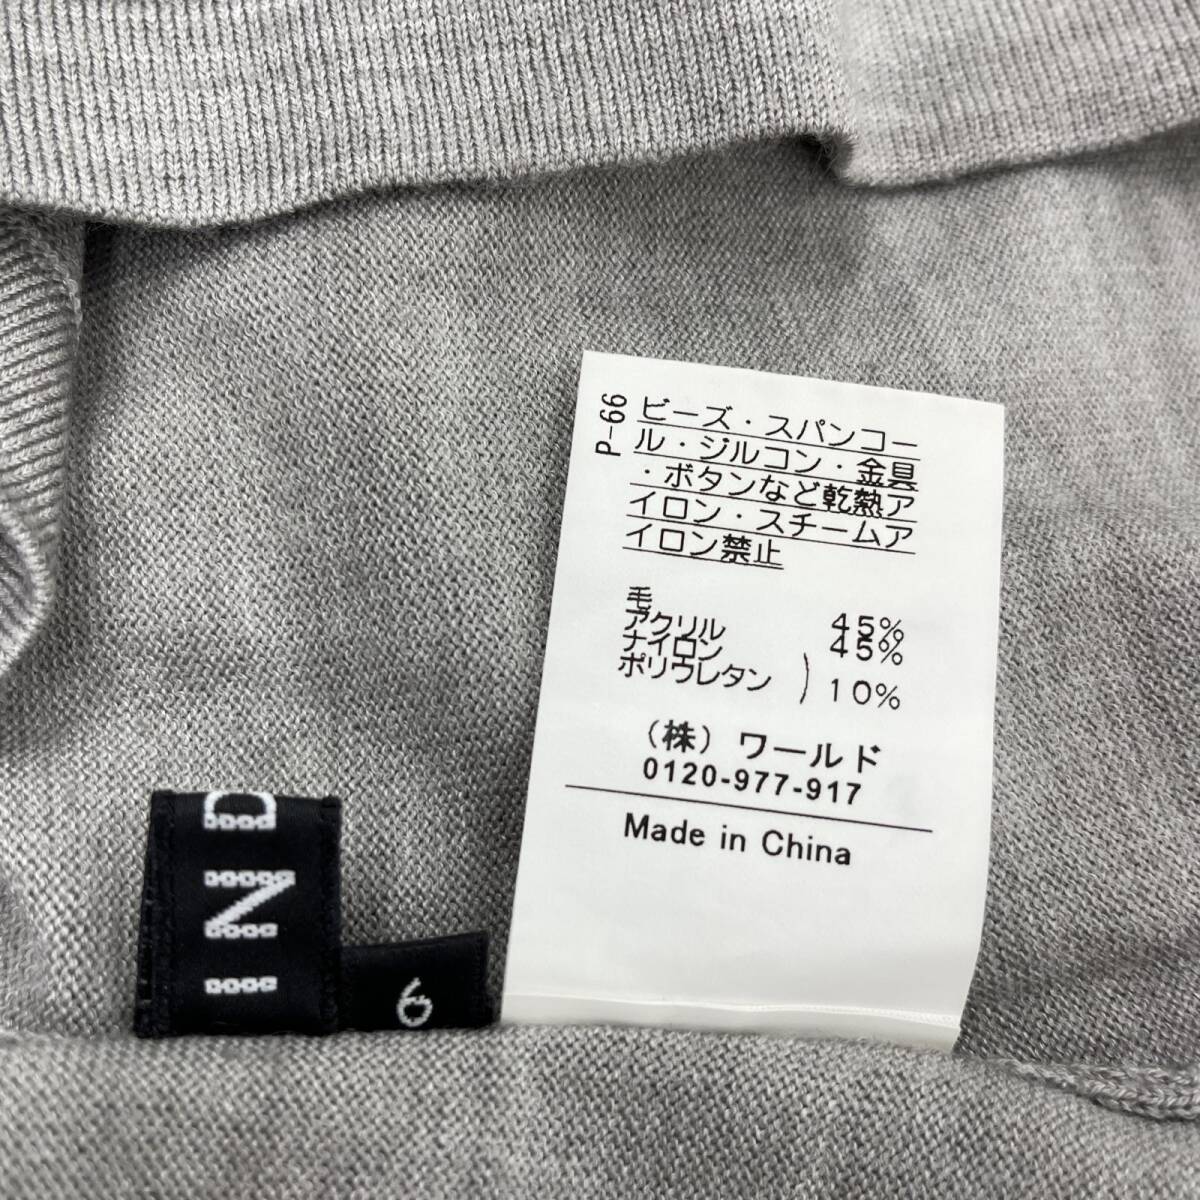 P-66
ビーズ・スパンコー
ル・ジルコン・金具
・ボタンなど乾熱ア
イロン・スチームア
イロン禁止
毛 45%
アクリル 45%
ナイロン
ポリウレタン ) 10%
(株) ワールド
0120-977-917
Made in China
IND